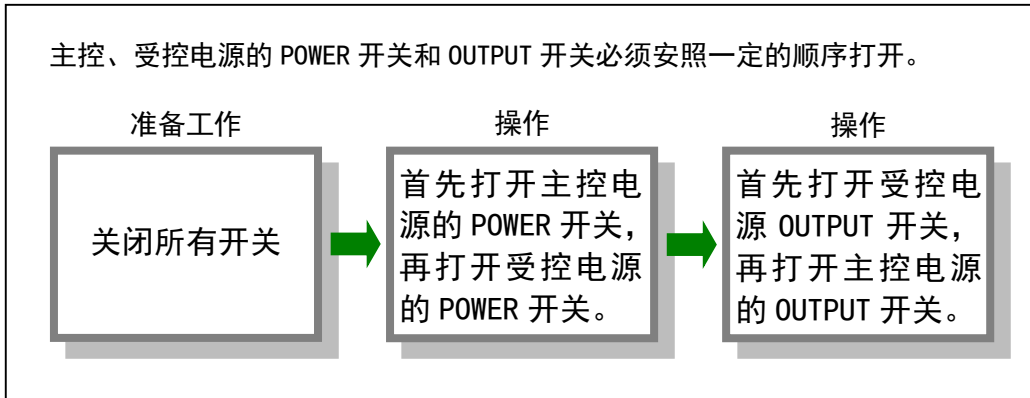 主控、受控电源的 POWER 开关和 OUTPUT 开关必须安照一定的顺序打开。
准备工作
关闭所有开关
操作
首先打开主控电
源的 POWER 开关，
再打开受控电源
的 POWER 开关。
操作
首先打开受控电
源 OUTPUT 开关，
再打开主控电源
的 OUTPUT 开关。